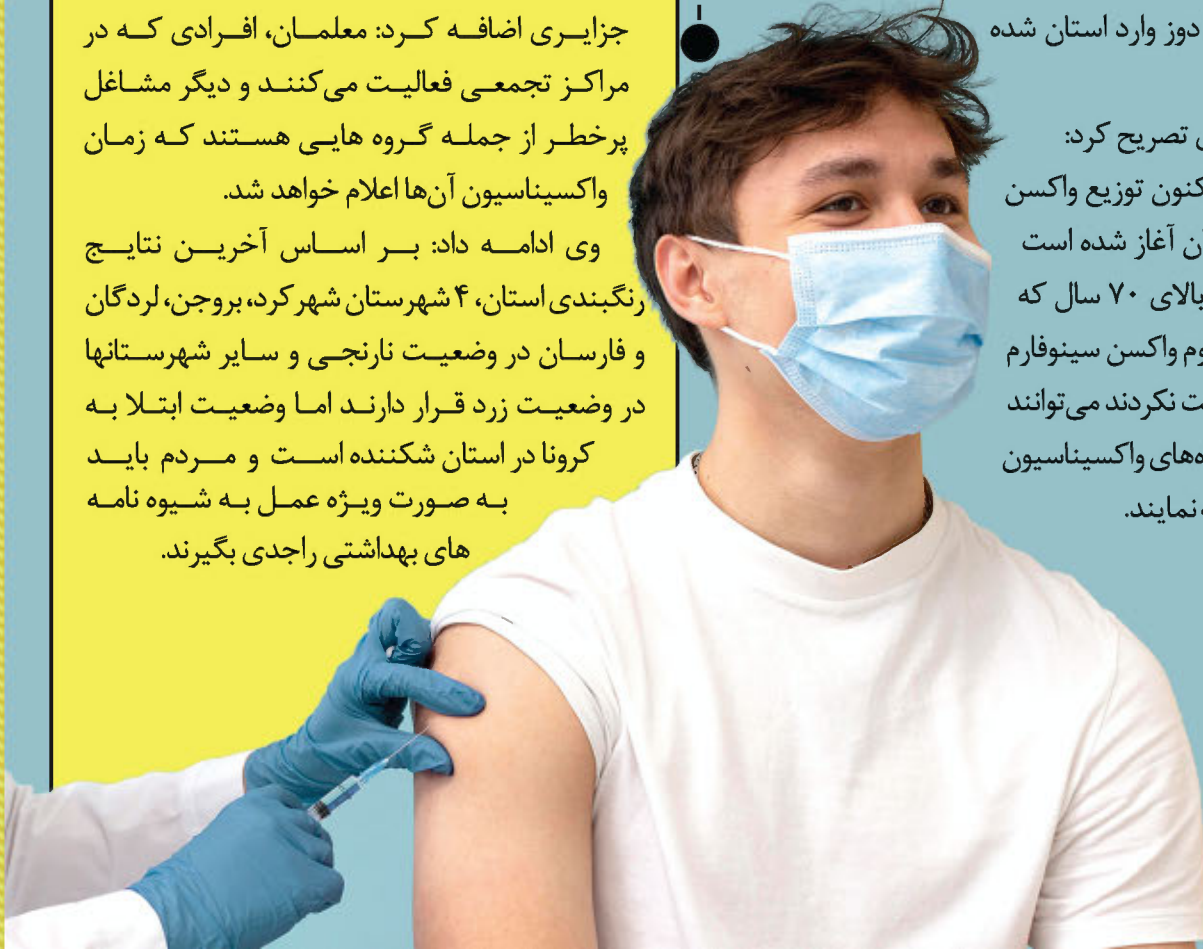 دوز وارد استان شده
تصریح کرد:
کنون توزیع واکسن
آغاز شده است
بالای ۷۰ سال که
واکسن سینوفارم
نکردند می‌توانند
واکسیناسیون
نمایند.
جزایری اضافه کرد: معلمان، افرادی که در
مراکز تجمعی فعالیت می‌کنند و دیگر مشاغل
پرخطر از جمله گروه هایی هستند که زمان
واکسیناسیون آن‌ها اعلام خواهد شد.
وی ادامه داد: بر اساس آخرین نتایج
رنگبندی استان، ۴ شهرستان شهرکرد، بروجن، لردگان
و فارسان در وضعیت نارنجی و سایر شهرستانها
در وضعیت زرد قرار دارند اما وضعیت ابتلا به
کرونا در استان شکننده است و مردم باید
به صورت ویژه عمل به شیوه نامه
های بهداشتی راجدی بگیرند.